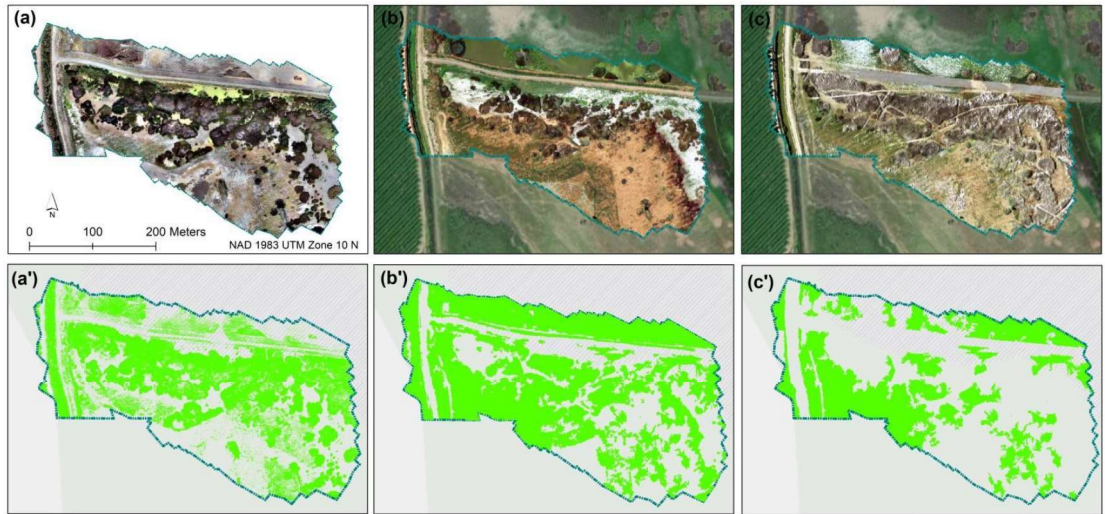 (a)
(b)
(c)
N
0 100 200 Meters
NAD 1983 UTM Zone 10 N
(a')
(b')
(c')